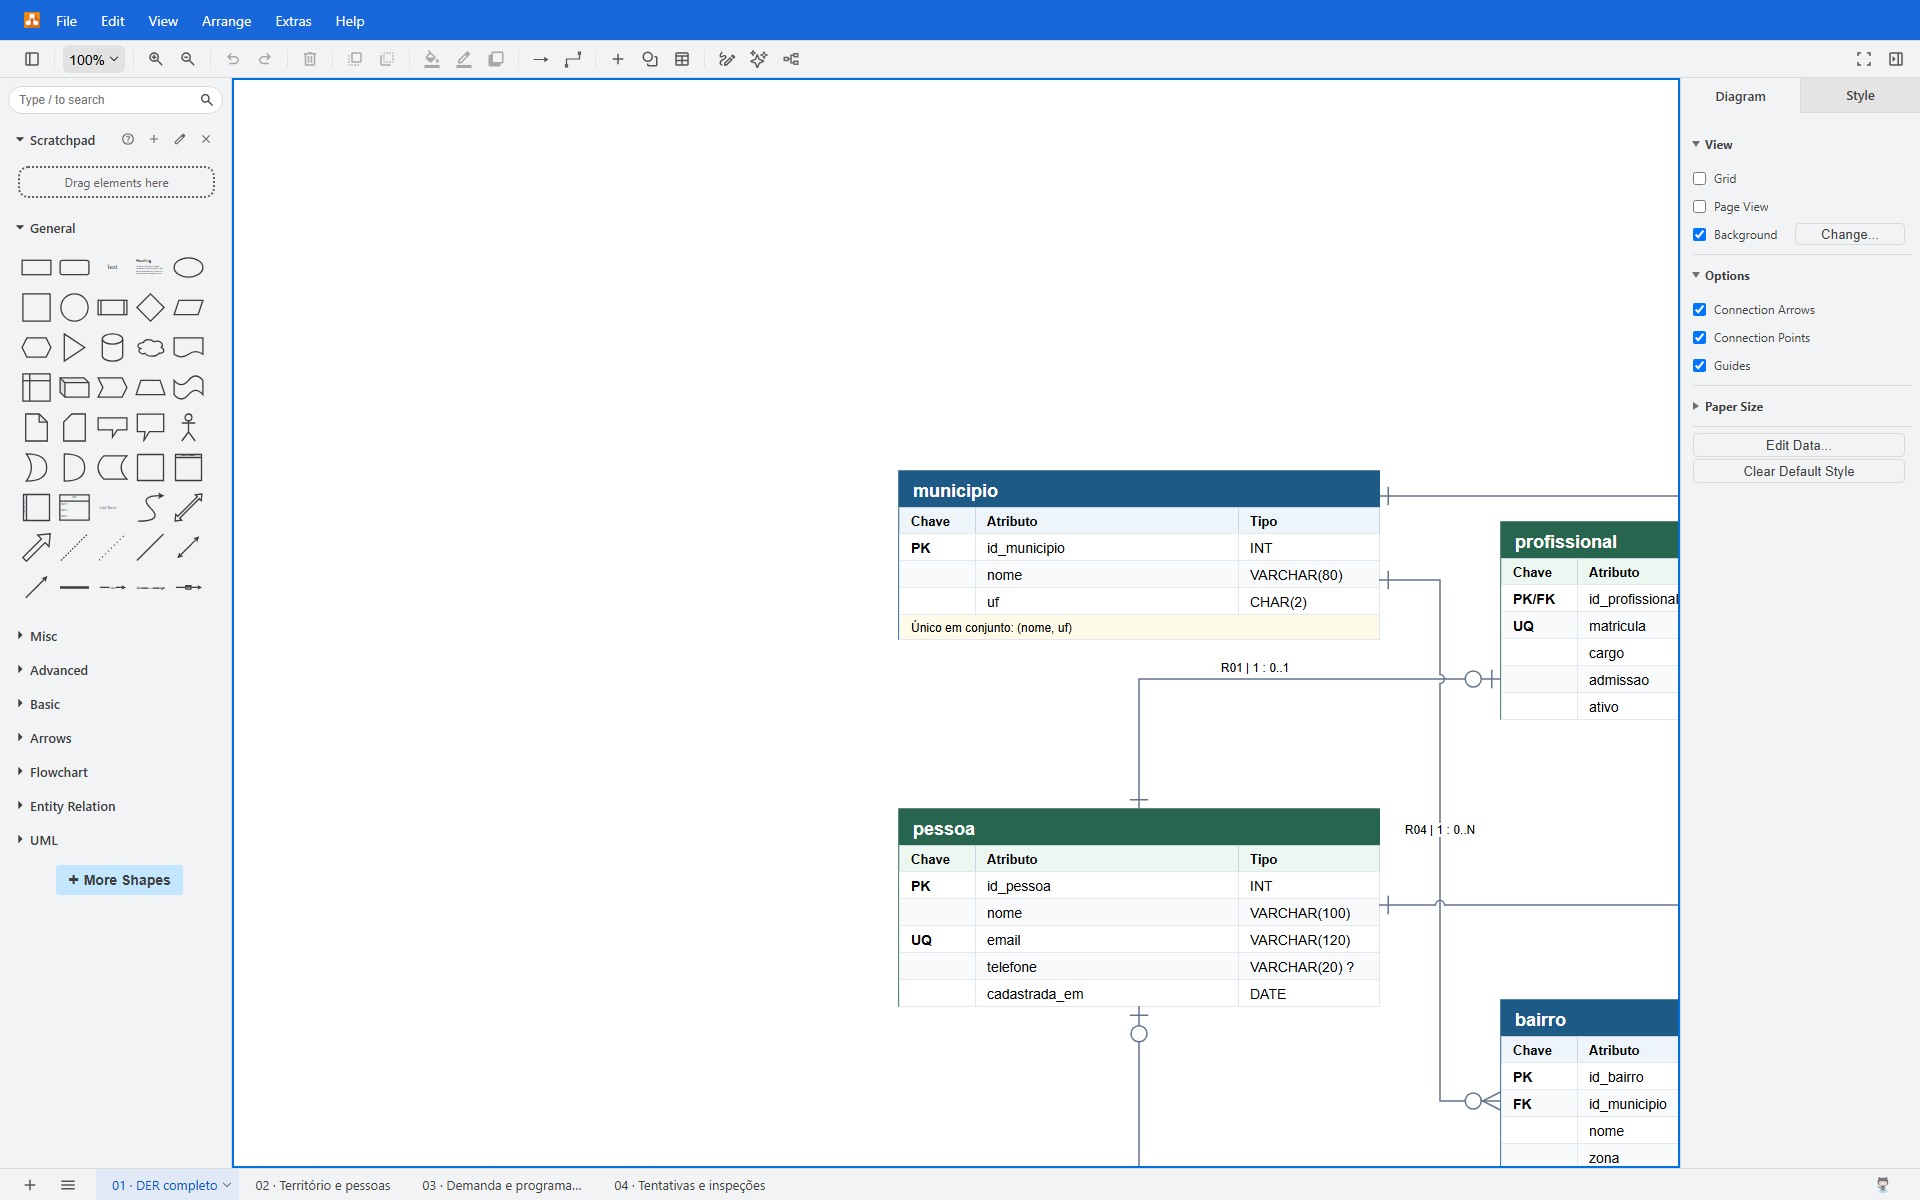 File Edit View Arrange Extras Help
100%
Type / to search
Scratchpad
Drag elements here
General
Text
Heading
List Item
Misc
Advanced
Basic
Arrows
Flowchart
Entity Relation
UML
+ More Shapes
municipio
Chave Atributo Tipo
PK id_municipio INT
nome VARCHAR(80)
uf CHAR(2)
Único em conjunto: (nome, uf)
R01 | 1 : 0..1
profissional
Chave Atributo
PK/FK id_profissional
UQ matricula
cargo
admissao
ativo
pessoa
Chave Atributo Tipo
PK id_pessoa INT
nome VARCHAR(100)
UQ email VARCHAR(120)
telefone VARCHAR(20) ?
cadastrada_em DATE
R04 | 1 : 0..N
bairro
Chave Atributo
PK id_bairro
FK id_municipio
nome
zona
Diagram Style
View
Grid
Page View
Background Change...
Options
Connection Arrows
Connection Points
Guides
Paper Size
Edit Data...
Clear Default Style
01 · DER completo 02 · Território e pessoas 03 · Demanda e programa... 04 · Tentativas e inspeções